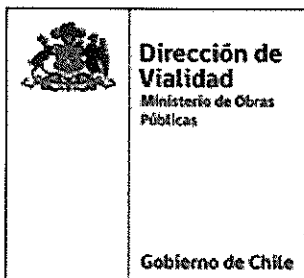 Dirección de
Vialidad
Ministerio de Obras
Públicas
Gobierno de Chile